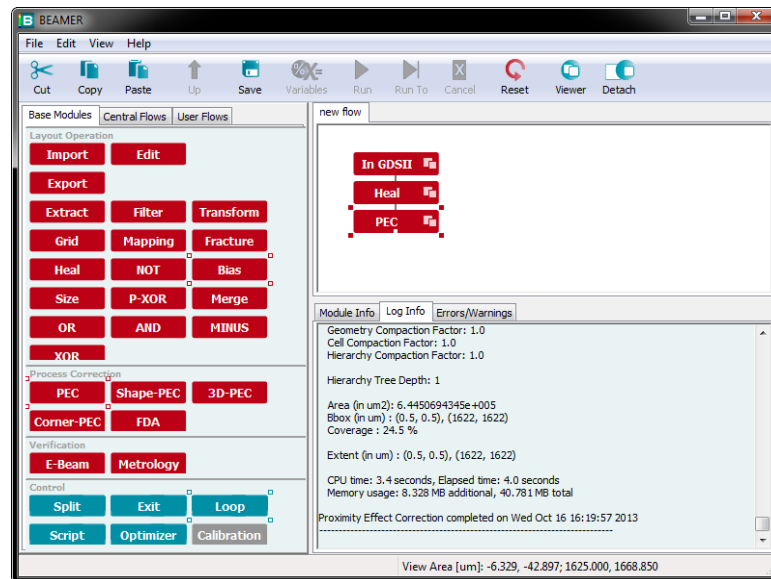 BEAMER
File Edit View Help
Cut Copy Paste Up Save Variables Run Run To Cancel Reset Viewer Detach
Base Modules Central Flows User Flows
Layout Operation
Import Edit
Export
Extract Filter Transform
Grid Mapping Fracture
Heal NOT Bias
Size P-XOR Merge
OR AND MINUS
XOR
Process Correction
PEC Shape-PEC 3D-PEC
Corner-PEC FDA
Verification
E-Beam Metrology
Control
Split Exit Loop
Script Optimizer Calibration
new flow
In GDSII
Heal
PEC
Module Info Log Info Errors/Warnings
Geometry Compaction Factor: 1.0
Cell Compaction Factor: 1.0
Hierarchy Compaction Factor: 1.0
Hierarchy Tree Depth: 1
Area (in um2): 6.4450694345e+005
Bbox (in um) : (0.5, 0.5), (1622, 1622)
Coverage : 24.5 %
Extent (in um) : (0.5, 0.5), (1622, 1622)
CPU time: 3.4 seconds, Elapsed time: 4.0 seconds
Memory usage: 8.328 MB additional, 40.781 MB total
Proximity Effect Correction completed on Wed Oct 16 16:19:57 2013
View Area [um]: -6.329, -42.897; 1625.000, 1668.850